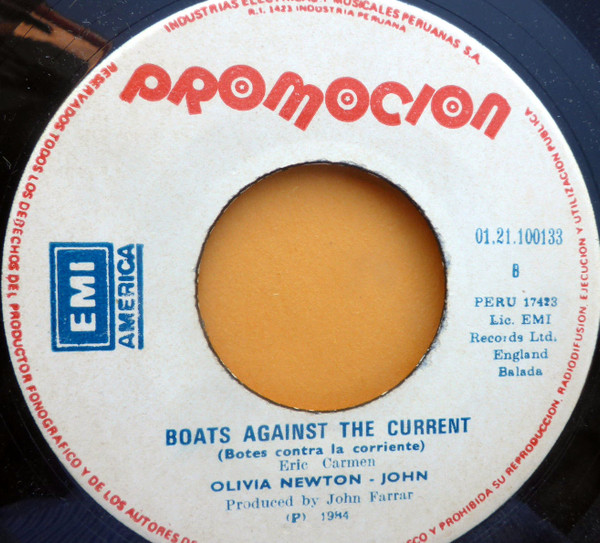 INDUSTRIAS ELECTRICAS Y MUSICALES PERUANAS S.A.
R.I. 1423 INDUSTRIA PERUANA
PROMOCION
EMI
AMERICA
01.21.100133
B
PERU 17423
Lic. EMI
Records Ltd.
England
Balada
BOATS AGAINST THE CURRENT
(Botes contra la corriente)
Eric Carmen
OLIVIA NEWTON - JOHN
Produced by John Farrar
(P) 1984
RESERVADOS TODOS LOS DERECHOS DEL PRODUCTOR FONOGRAFICO Y DE LOS AUTORES DE
Y PROHIBIDA SU REPRODUCCION, RADIODIFUSION, EJECUCION Y UTILIZACION PUBLICA